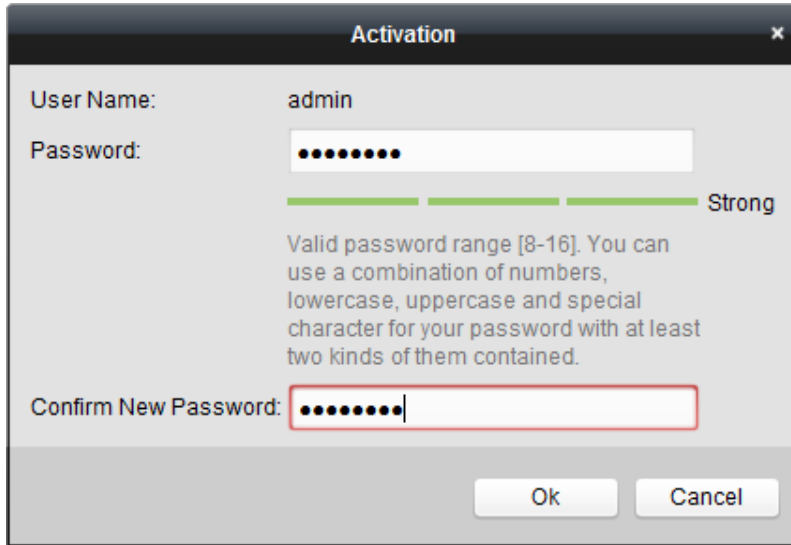 Activation ×
User Name: admin
Password: ••••••••
Strong
Valid password range [8-16]. You can
use a combination of numbers,
lowercase, uppercase and special
character for your password with at least
two kinds of them contained.
Confirm New Password: ••••••••
Ok Cancel